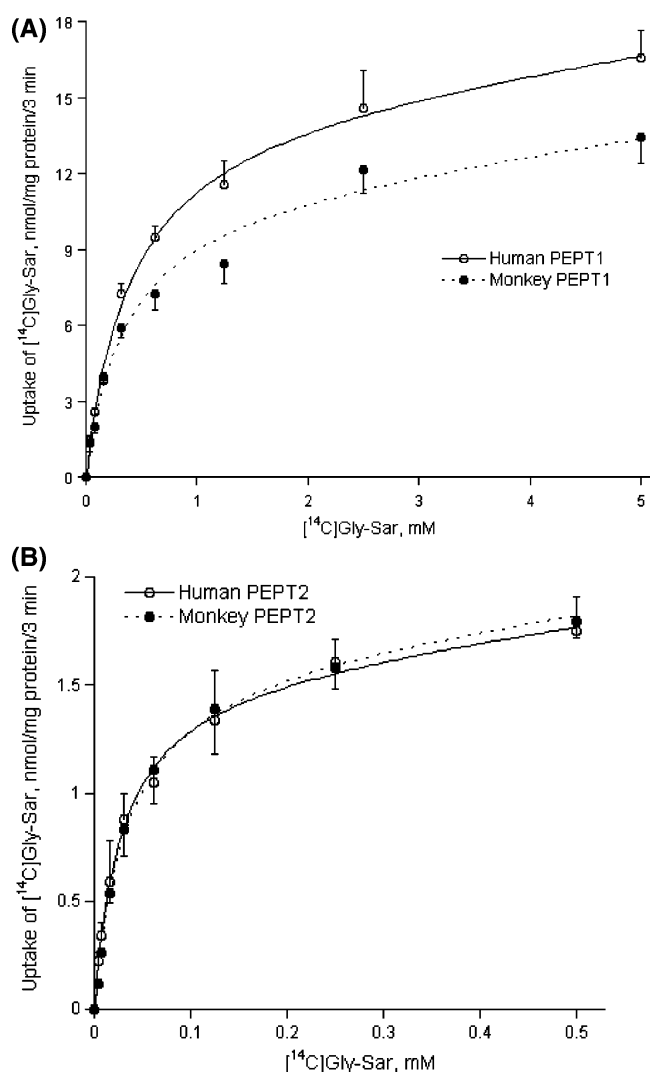 (A)
Uptake of [¹⁴C]Gly-Sar, nmol/mg protein/3 min
18
15
12
9
6
3
0
Human PEPT1
Monkey PEPT1
0
1
2
3
4
5
[¹⁴C]Gly-Sar, mM
(B)
Uptake of [¹⁴C]Gly-Sar, nmol/mg protein/3 min
2
1.5
1
0.5
0
Human PEPT2
Monkey PEPT2
0
0.1
0.2
0.3
0.4
0.5
[¹⁴C]Gly-Sar, mM